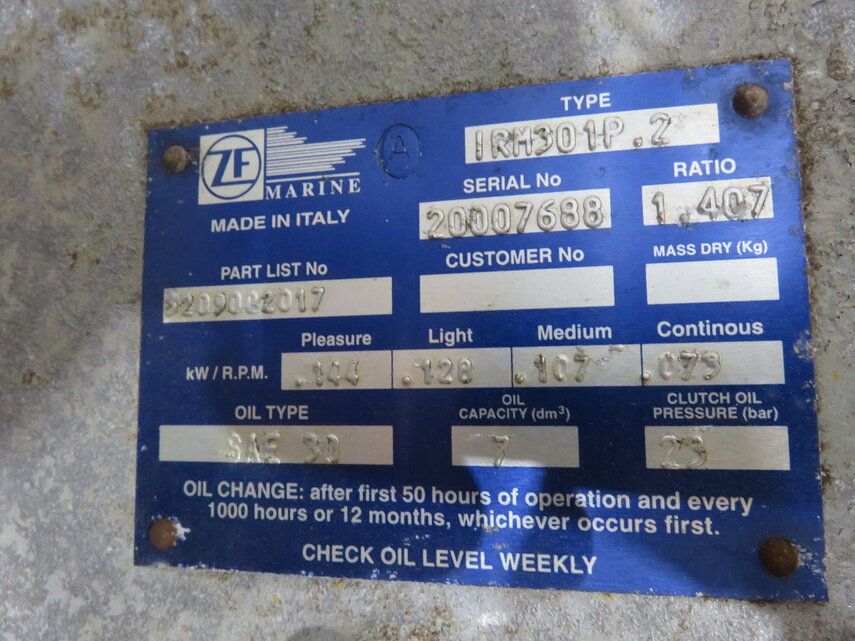 ZF
MARINE
A
MADE IN ITALY
TYPE
IRM301P.2
SERIAL No
20007688
RATIO
1.407
PART LIST No
CUSTOMER No
MASS DRY (Kg)
Pleasure Light Medium Continous
kW / R.P.M. .144 .128 .107 .079
OIL TYPE
SAE 30
OIL
CAPACITY (dm³)
7
CLUTCH OIL
PRESSURE (bar)
23
OIL CHANGE: after first 50 hours of operation and every
1000 hours or 12 months, whichever occurs first.
CHECK OIL LEVEL WEEKLY